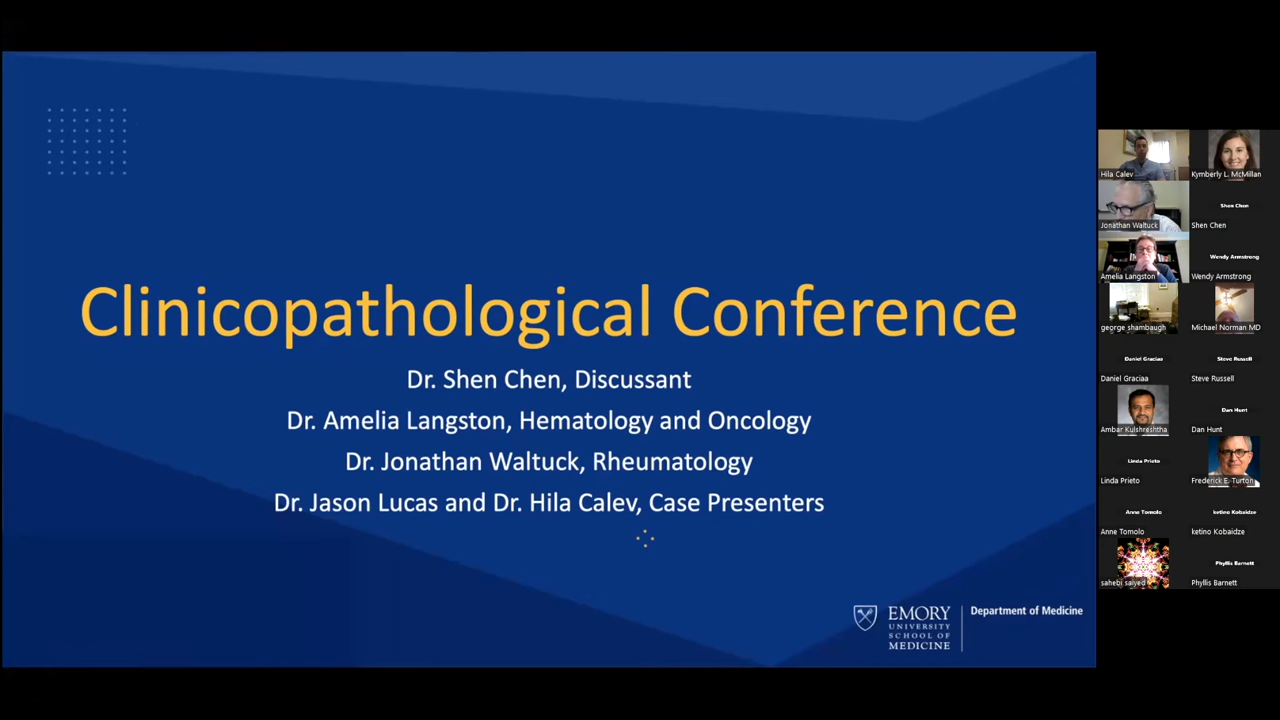 Clinicopathological Conference
Dr. Shen Chen, Discussant
Dr. Amelia Langston, Hematology and Oncology
Dr. Jonathan Waltuck, Rheumatology
Dr. Jason Lucas and Dr. Hila Calev, Case Presenters
EMORY
UNIVERSITY
SCHOOL OF
MEDICINE
Department of Medicine
Hila Calev
Kymberly L. McMillan
Jonathan Waltuck
Shen Chen
Shen Chen
Amelia Langston
Wendy Armstrong
Wendy Armstrong
george shambaugh
Michael Norman MD
Daniel Graciaa
Daniel Graciaa
Steve Russell
Steve Russell
Ambar Kulshreshtha
Dan Hunt
Dan Hunt
Linda Prieto
Linda Prieto
Frederick E. Turton
Anne Tomolo
Anne Tomolo
ketino Kobaidze
ketino Kobaidze
sahebi saiyed
Phyllis Barnett
Phyllis Barnett